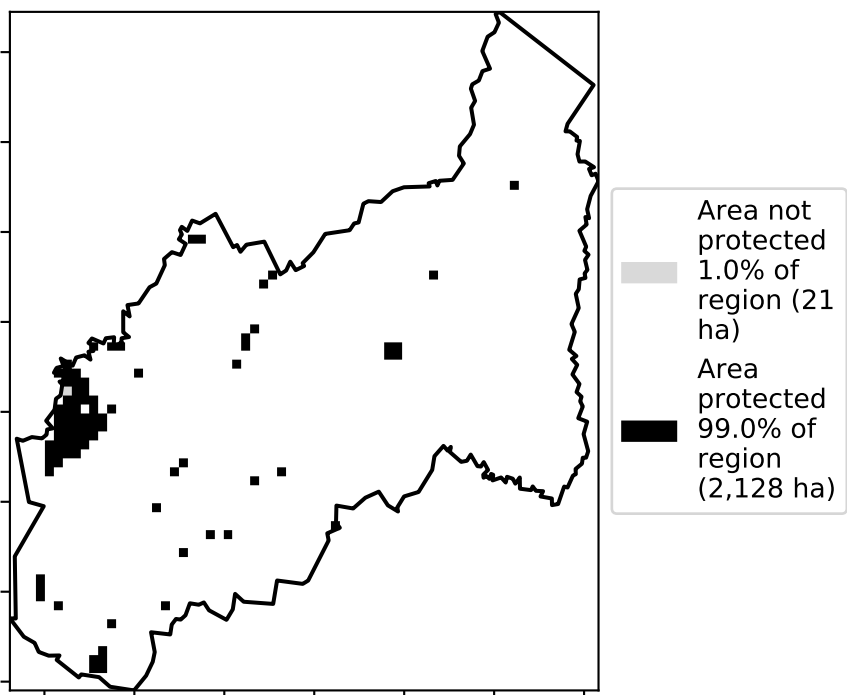 Area not
protected
1.0% of
region (21
ha)
Area
protected
99.0% of
region
(2,128 ha)